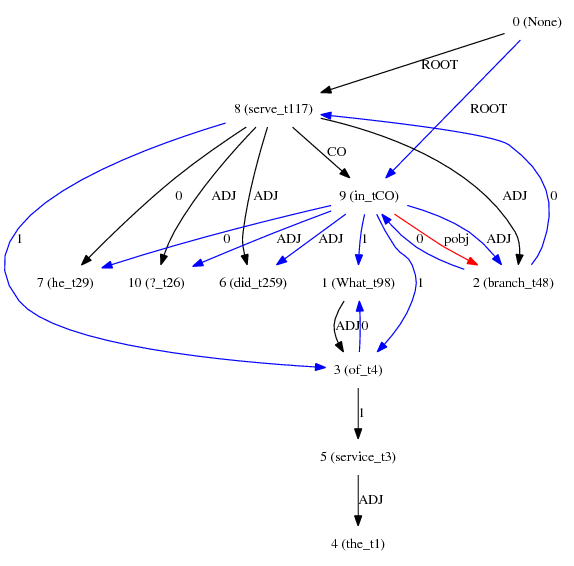 0 (None)
ROOT
ROOT
8 (serve_t117)
CO
9 (in_tCO)
1
0
ADJ
ADJ
0
ADJ
ADJ
1
1
0
pobj
ADJ
ADJ
0
7 (he_t29)
10 (?_t26)
6 (did_t259)
1 (What_t98)
2 (branch_t48)
ADJ
0
3 (of_t4)
1
5 (service_t3)
ADJ
4 (the_t1)